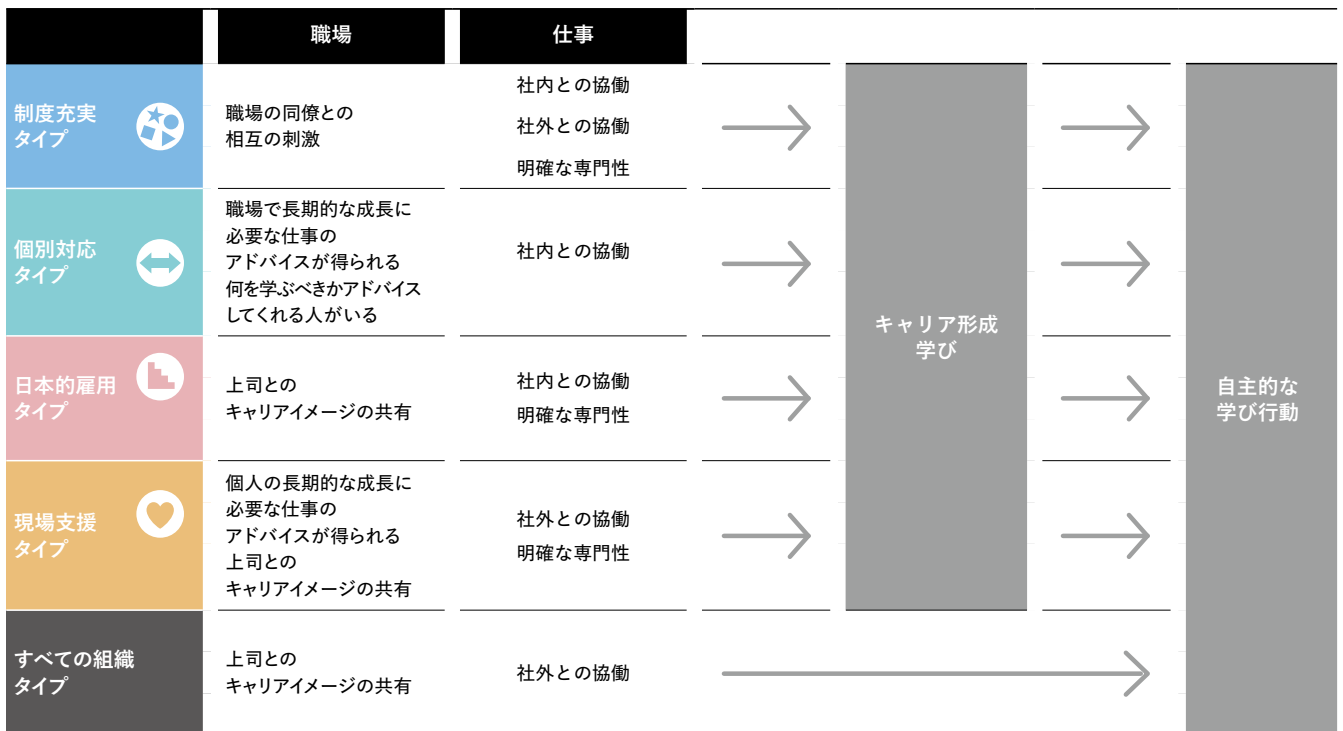 職場
仕事
制度充実
タイプ
職場の同僚との
相互の刺激
社内との協働
社外との協働
明確な専門性
個別対応
タイプ
職場で長期的な成長に
必要な仕事の
アドバイスが得られる
何を学ぶべきかアドバイス
してくれる人がいる
社内との協働
日本的雇用
タイプ
上司との
キャリアイメージの共有
社内との協働
明確な専門性
現場支援
タイプ
個人の長期的な成長に
必要な仕事の
アドバイスが得られる
上司との
キャリアイメージの共有
社外との協働
明確な専門性
すべての組織
タイプ
上司との
キャリアイメージの共有
社外との協働
キャリア形成
学び
自主的な
学び行動